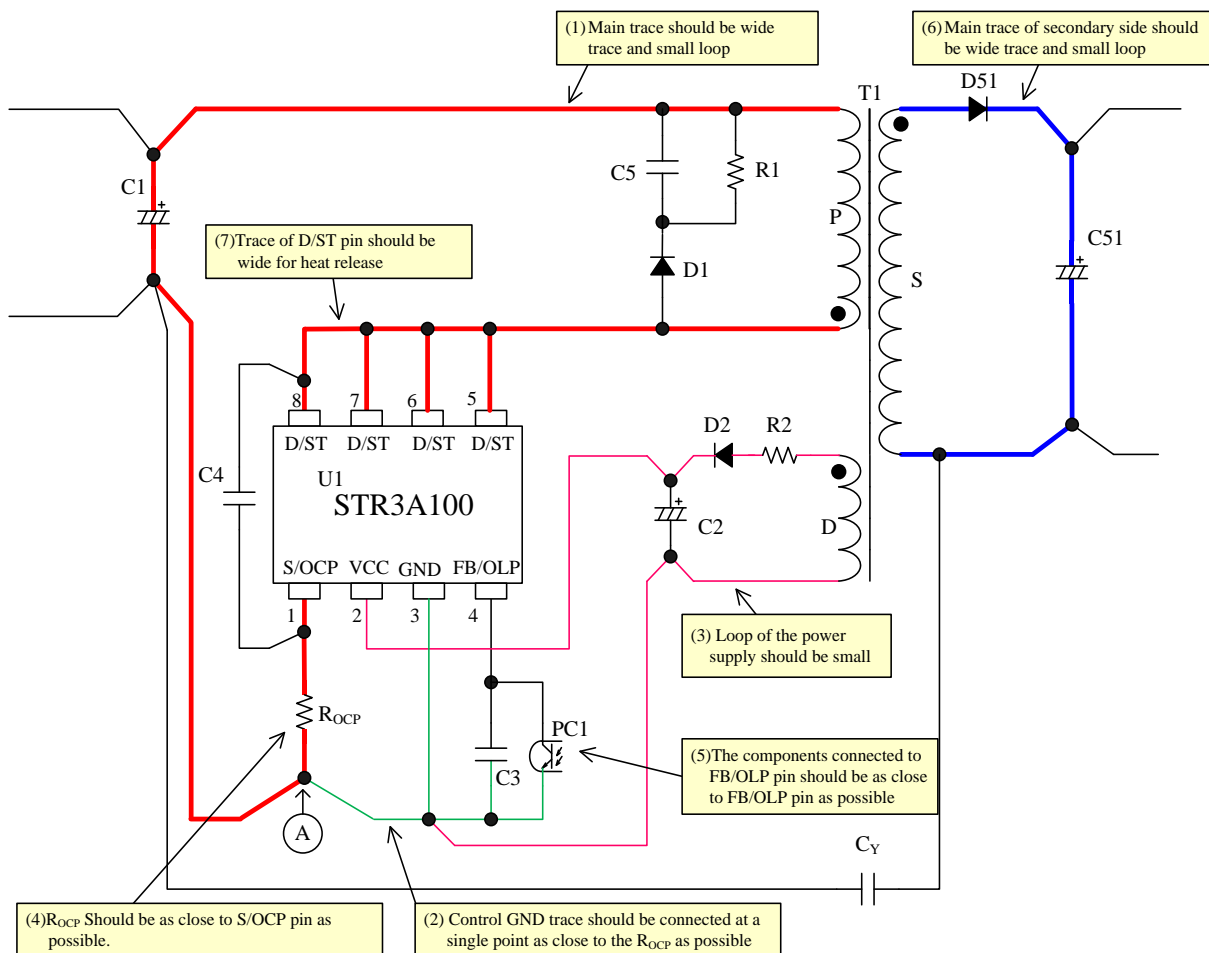 (1) Main trace should be wide
trace and small loop
(6) Main trace of secondary side should
be wide trace and small loop
D51
T1
C1
+
C5
R1
P
S
C51
+
(7)Trace of D/ST pin should be
wide for heat release
D1
8
7
6
5
D/ST
D/ST
D/ST
D/ST
C4
U1
STR3A100
D2
R2
+
C2
D
S/OCP
VCC
GND
FB/OLP
1
2
3
4
(3) Loop of the power
supply should be small
ROCP
PC1
C3
(5)The components connected to
FB/OLP pin should be as close
to FB/OLP pin as possible
A
CY
(4)ROCP Should be as close to S/OCP pin as
possible.
(2) Control GND trace should be connected at a
single point as close to the ROCP as possible